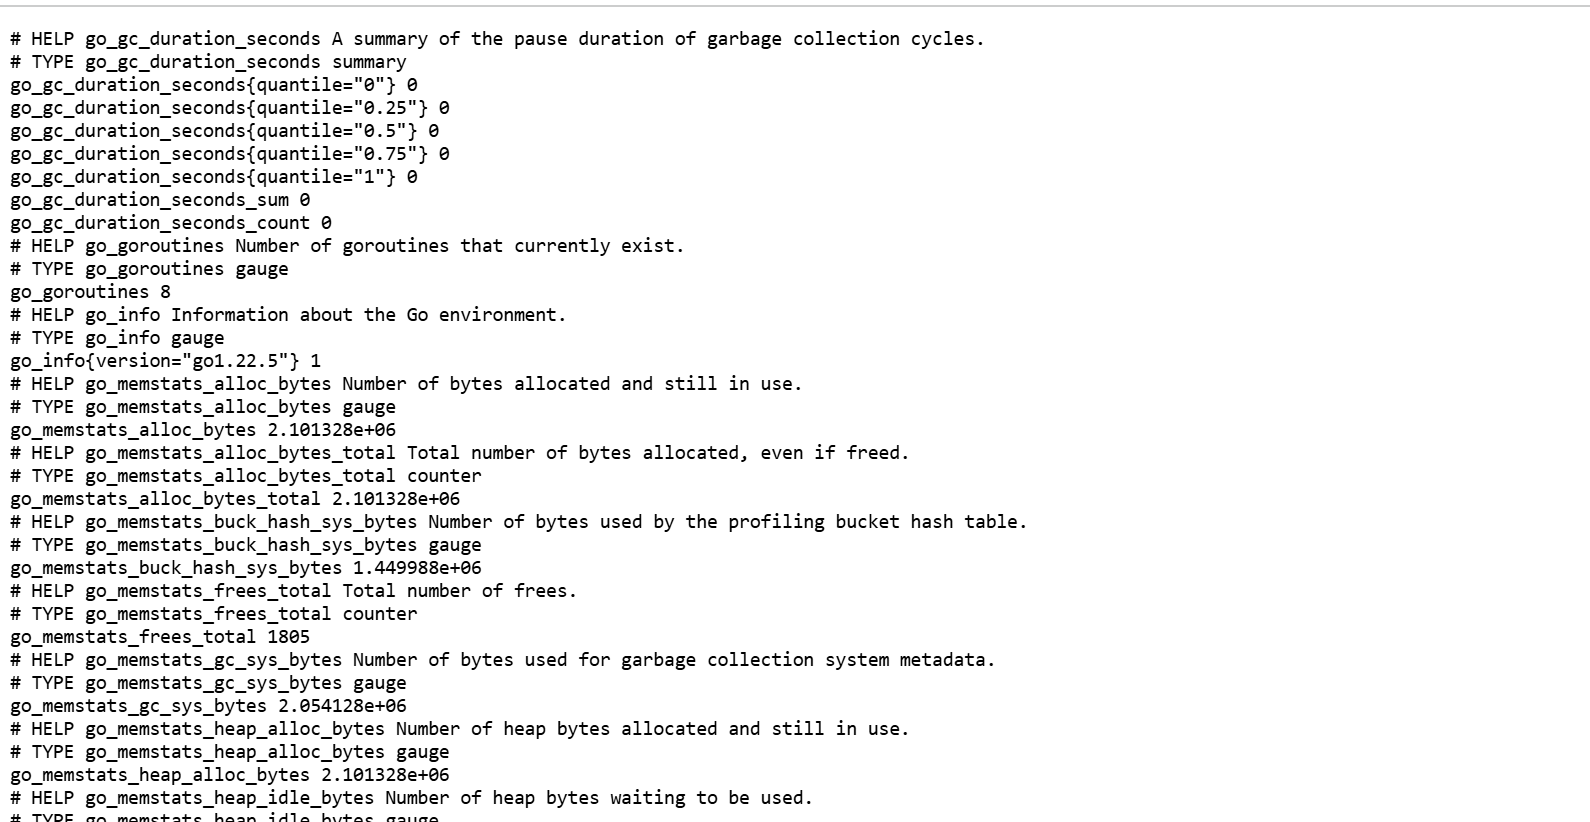 # HELP go_gc_duration_seconds A summary of the pause duration of garbage collection cycles.
# TYPE go_gc_duration_seconds summary
go_gc_duration_seconds{quantile="0"} 0
go_gc_duration_seconds{quantile="0.25"} 0
go_gc_duration_seconds{quantile="0.5"} 0
go_gc_duration_seconds{quantile="0.75"} 0
go_gc_duration_seconds{quantile="1"} 0
go_gc_duration_seconds_sum 0
go_gc_duration_seconds_count 0
# HELP go_goroutines Number of goroutines that currently exist.
# TYPE go_goroutines gauge
go_goroutines 8
# HELP go_info Information about the Go environment.
# TYPE go_info gauge
go_info{version="go1.22.5"} 1
# HELP go_memstats_alloc_bytes Number of bytes allocated and still in use.
# TYPE go_memstats_alloc_bytes gauge
go_memstats_alloc_bytes 2.101328e+06
# HELP go_memstats_alloc_bytes_total Total number of bytes allocated, even if freed.
# TYPE go_memstats_alloc_bytes_total counter
go_memstats_alloc_bytes_total 2.101328e+06
# HELP go_memstats_buck_hash_sys_bytes Number of bytes used by the profiling bucket hash table.
# TYPE go_memstats_buck_hash_sys_bytes gauge
go_memstats_buck_hash_sys_bytes 1.449988e+06
# HELP go_memstats_frees_total Total number of frees.
# TYPE go_memstats_frees_total counter
go_memstats_frees_total 1805
# HELP go_memstats_gc_sys_bytes Number of bytes used for garbage collection system metadata.
# TYPE go_memstats_gc_sys_bytes gauge
go_memstats_gc_sys_bytes 2.054128e+06
# HELP go_memstats_heap_alloc_bytes Number of heap bytes allocated and still in use.
# TYPE go_memstats_heap_alloc_bytes gauge
go_memstats_heap_alloc_bytes 2.101328e+06
# HELP go_memstats_heap_idle_bytes Number of heap bytes waiting to be used.
# TYPE go_memstats_heap_idle_bytes gauge